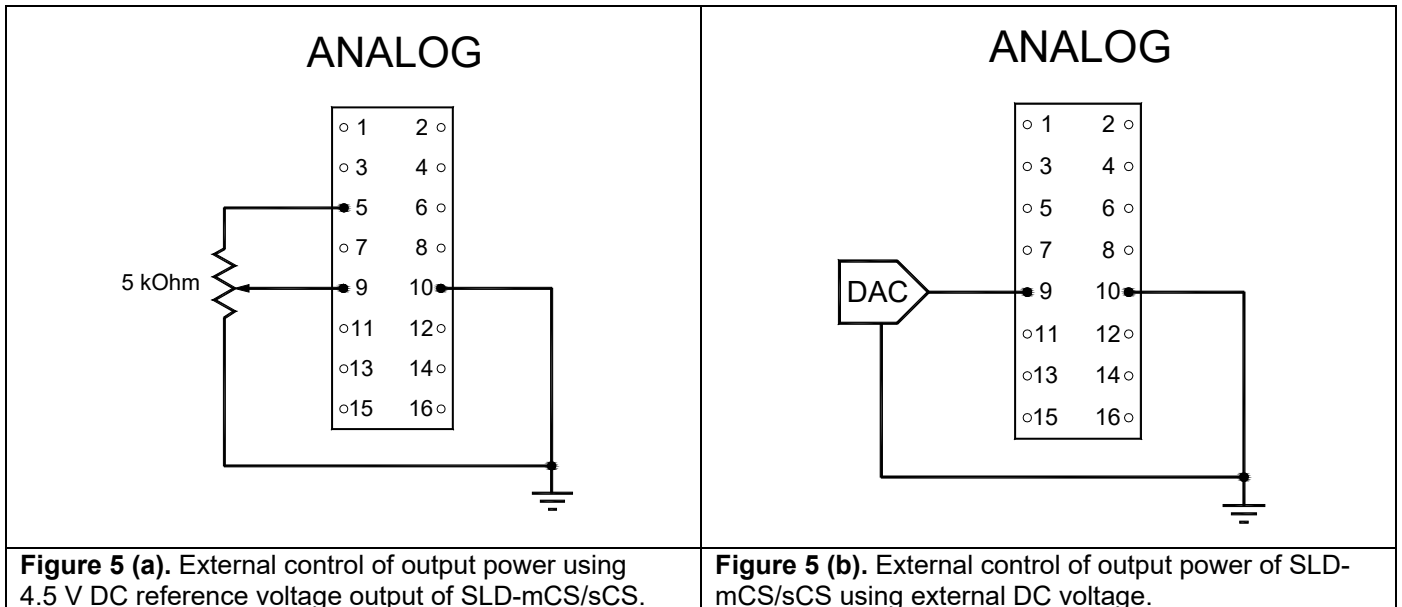 ANALOG
1 2
3 4
5 6
7 8
5 kOhm
9 10
11 12
13 14
15 16
Figure 5 (a). External control of output power using
4.5 V DC reference voltage output of SLD-mCS/sCS.
ANALOG
1 2
3 4
5 6
7 8
DAC
9 10
11 12
13 14
15 16
Figure 5 (b). External control of output power of SLD-
mCS/sCS using external DC voltage.